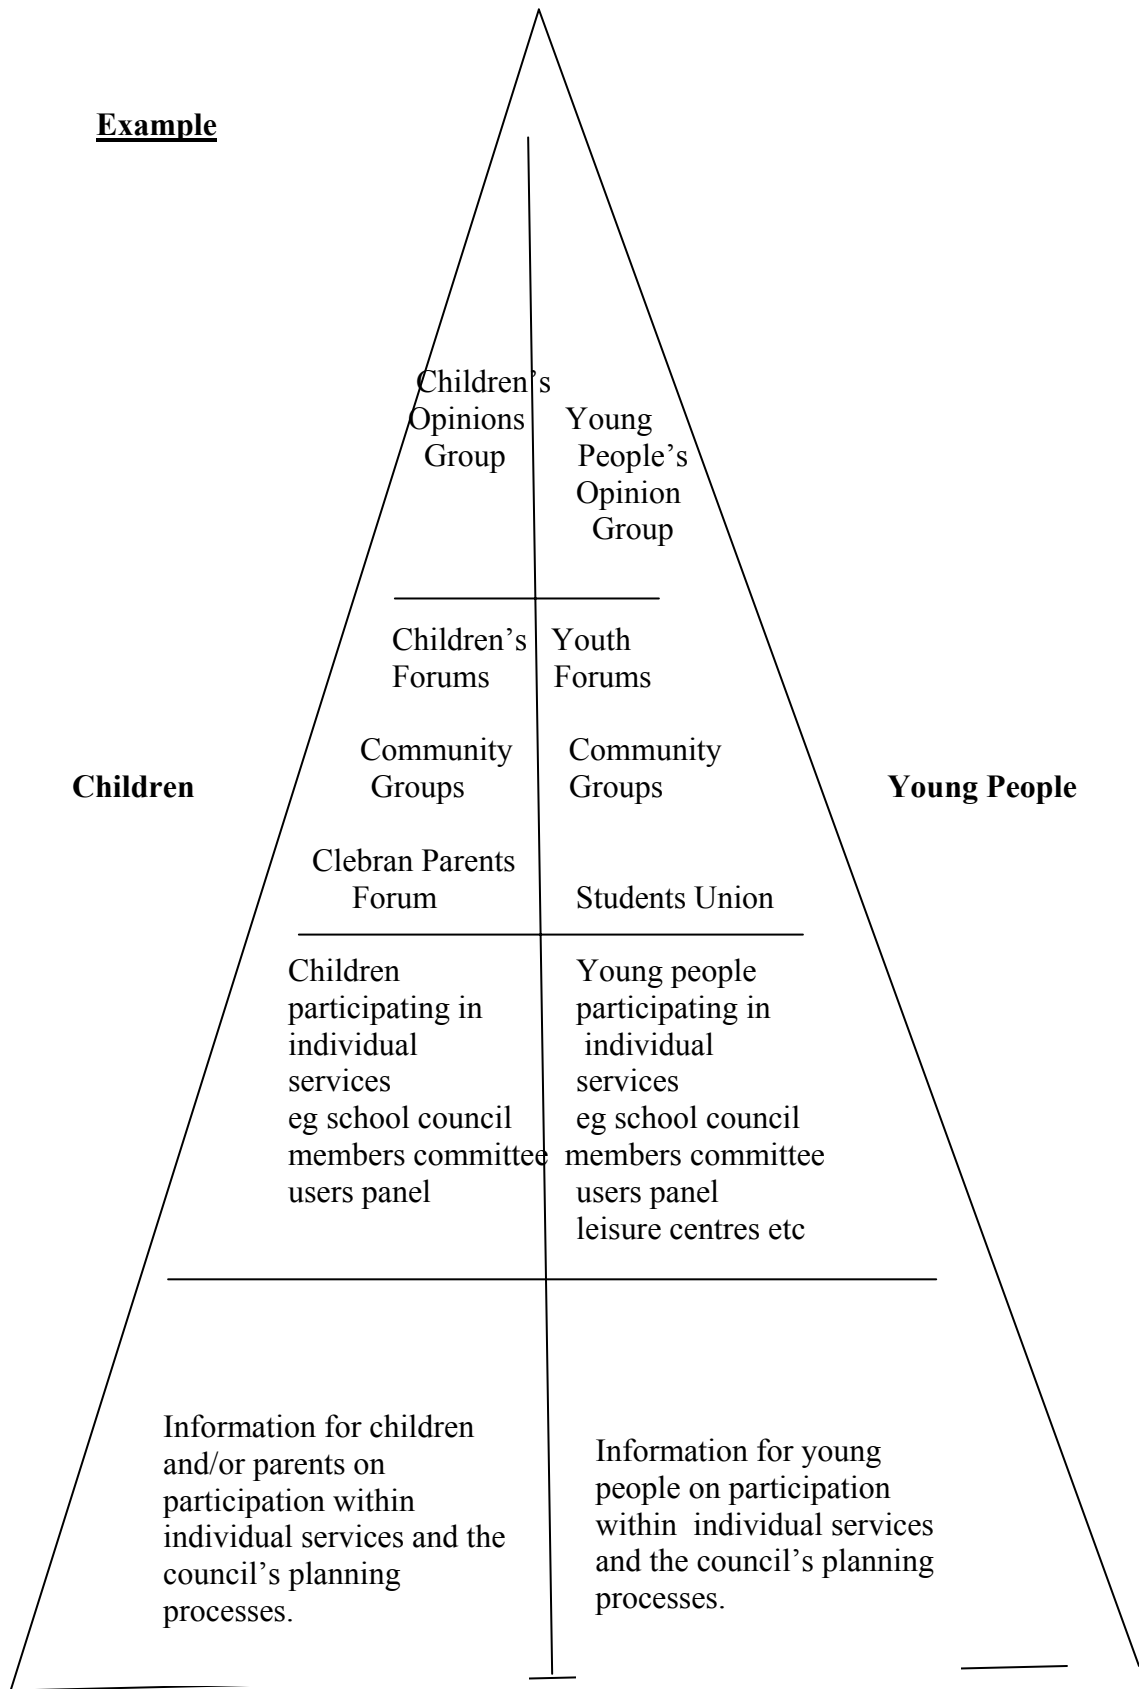 Example
Children's
Opinions
Group
Young
People's
Opinion
Group
Children’s
Forums
Community
Groups
Clebran Parents
Forum
Youth
Forums
Community
Groups
Students Union
Children
Young People
Children
participating in
individual
services
eg school council
members committee
users panel
Young people
participating in
individual
services
eg school council
members committee
users panel
leisure centres etc
Information for children
and/or parents on
participation within
individual services and the
council’s planning
processes.
Information for young
people on participation
within individual services
and the council’s planning
processes.